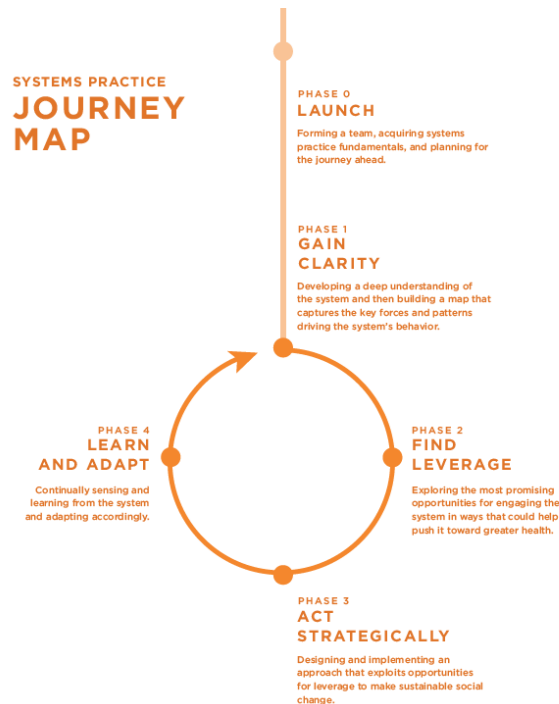 SYSTEMS PRACTICE
JOURNEY
MAP
PHASE 0
LAUNCH
Forming a team, acquiring systems
practice fundamentals, and planning for
the journey ahead.
PHASE 1
GAIN
CLARITY
Developing a deep understanding of
the system and then building a map that
captures the key forces and patterns
driving the system's behavior.
PHASE 2
FIND
LEVERAGE
Exploring the most promising
opportunities for engaging the
system in ways that could help
push it toward greater health.
PHASE 3
ACT
STRATEGICALLY
Designing and implementing an
approach that exploits opportunities
for leverage to make sustainable social
change.
PHASE 4
LEARN
AND ADAPT
Continually sensing and
learning from the system
and adapting accordingly.